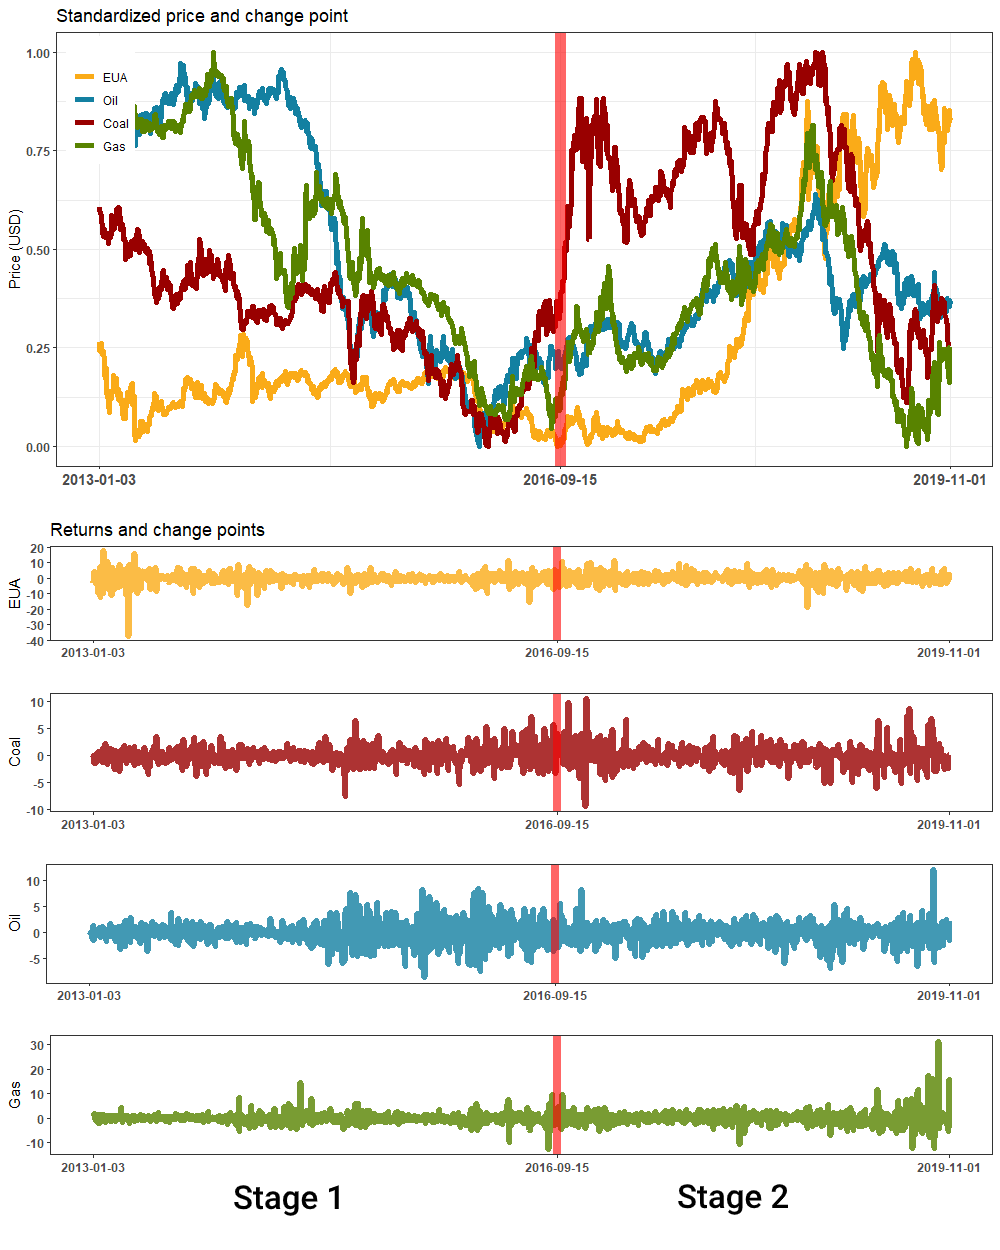 Standardized price and change point
1.00
0.75
0.50
0.25
0.00
Price (USD)
EUA
Oil
Coal
Gas
2013-01-03 2016-09-15 2019-11-01
Returns and change points
20
10
0
-10
-20
-30
-40
EUA
2013-01-03 2016-09-15 2019-11-01
10
5
0
-5
-10
Coal
2013-01-03 2016-09-15 2019-11-01
10
5
0
-5
Oil
2013-01-03 2016-09-15 2019-11-01
30
20
10
0
-10
Gas
2013-01-03 2016-09-15 2019-11-01
Stage 1 Stage 2